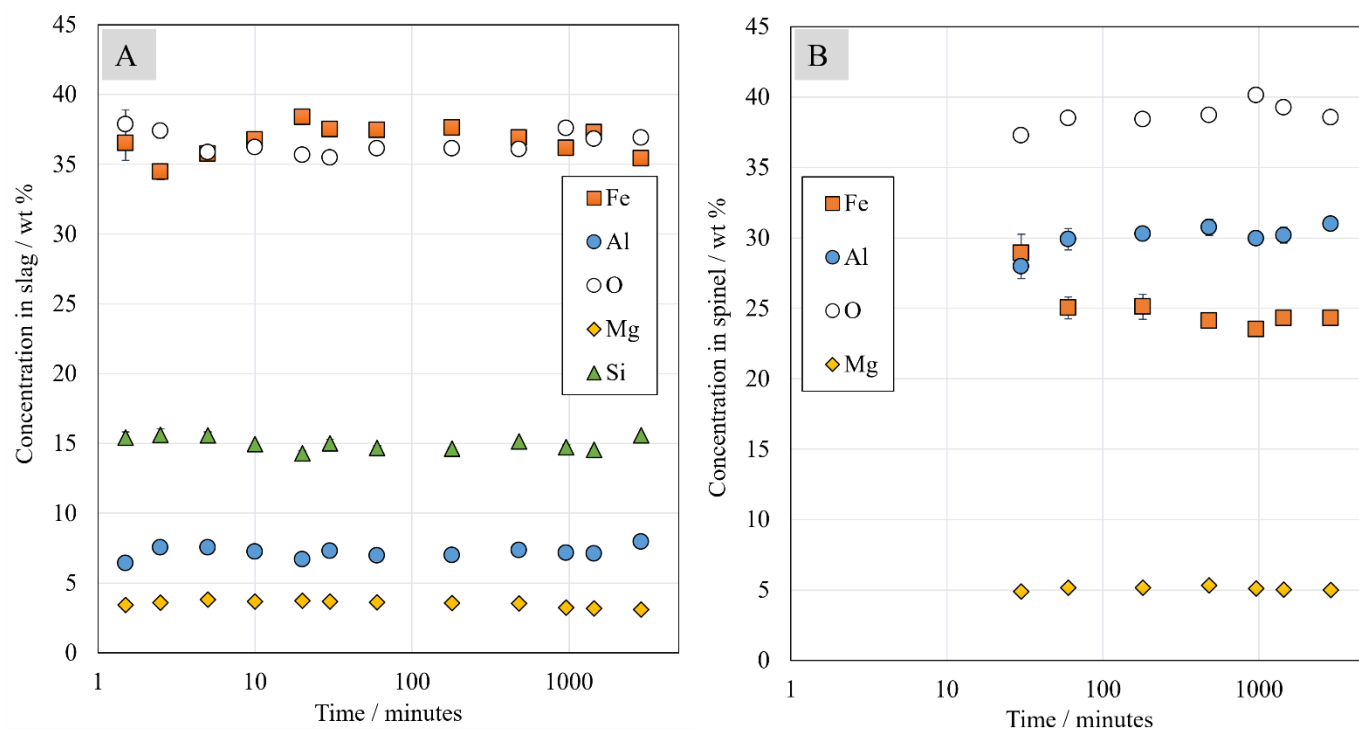 A
Concentration in slag / wt %
45
40
35
30
25
20
15
10
5
0
Fe
Al
O
Mg
Si
1
10
100
1000
Time / minutes
B
Concentration in spinel / wt %
45
40
35
30
25
20
15
10
5
0
Fe
Al
O
Mg
1
10
100
1000
Time / minutes